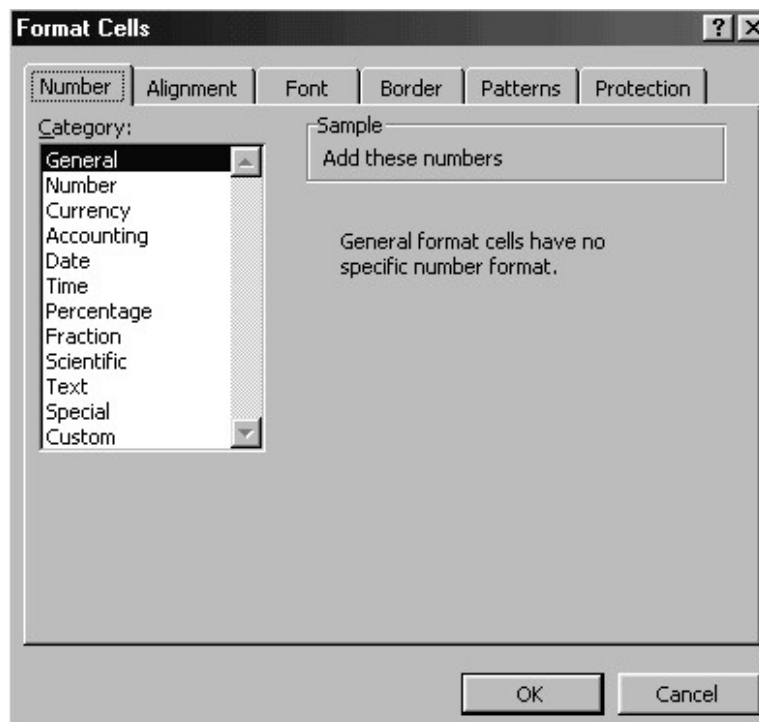 Format Cells
Number Alignment Font Border Patterns Protection
Category:
General
Number
Currency
Accounting
Date
Time
Percentage
Fraction
Scientific
Text
Special
Custom
Sample
Add these numbers
General format cells have no
specific number format.
OK Cancel